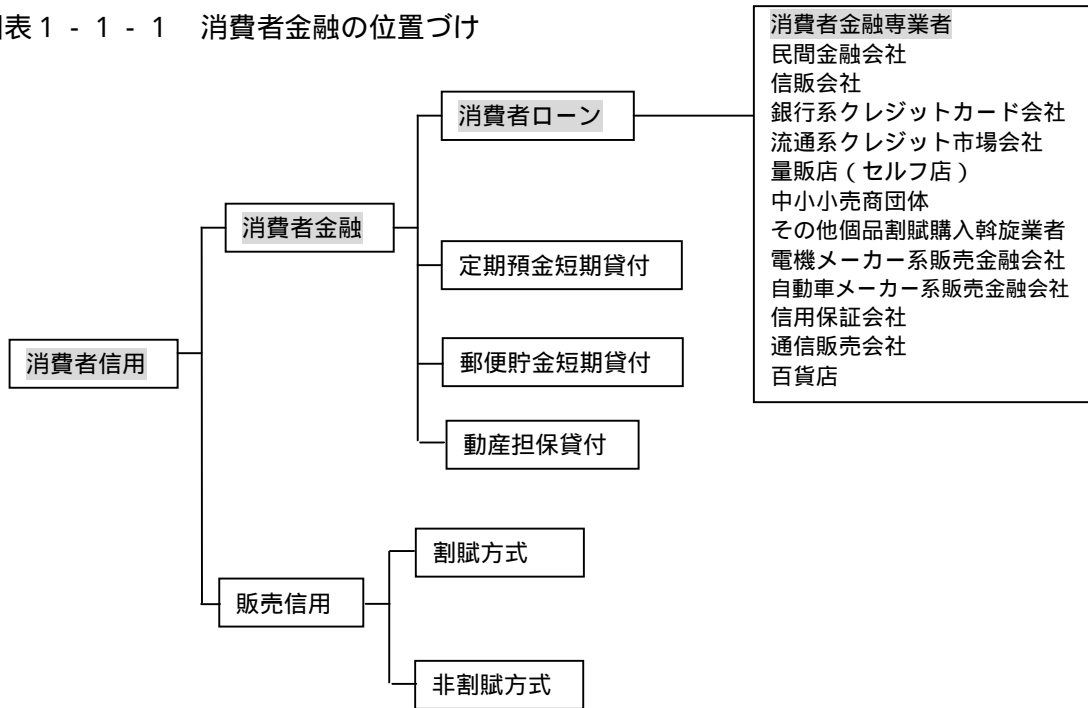 表１-１-１　消費者金融の位置づけ
消費者金融専業者
民間金融会社
信販会社
銀行系クレジットカード会社
流通系クレジット市場会社
量販店（セルフ店）
中小小売商団体
その他個品割賦購入斡旋業者
電機メーカー系販売金融会社
自動車メーカー系販売金融会社
信用保証会社
通信販売会社
百貨店
消費者ローン
消費者金融
定期預金短期貸付
消費者信用
郵便貯金短期貸付
動産担保貸付
割賦方式
販売信用
非割賦方式